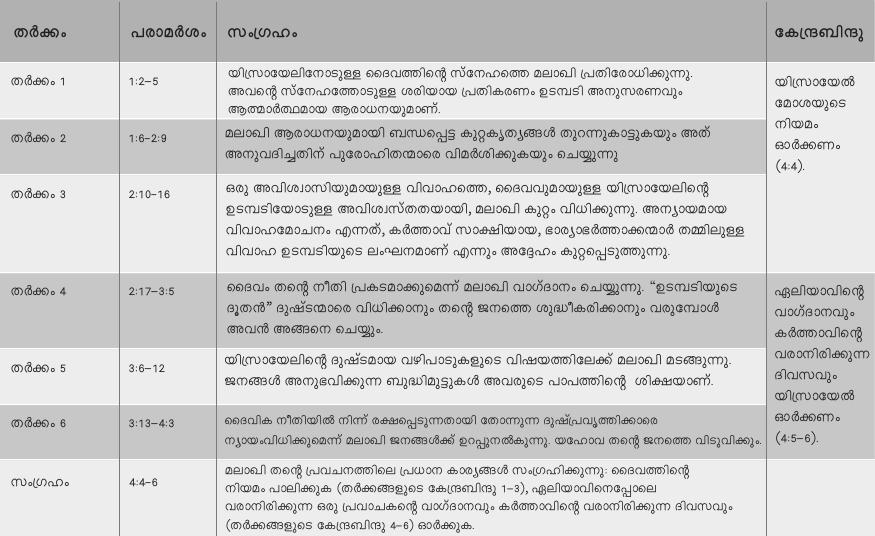 തർക്കം
പരാമർശം
സംഗ്രഹം
കേന്ദ്രബിന്ദു
തർക്കം 1
1:2–5
യിസ്രായേലിനോടുള്ള ദൈവത്തിന്റെ സ്നേഹത്തെ മലാഖി പ്രതിരോധിക്കുന്നു.
അവന്റെ സ്നേഹത്തോടുള്ള ശരിയായ പ്രതികരണം ഉടമ്പടി അനുസരണവും
ആത്മാർത്ഥമായ ആരാധനയുമാണ്.
യിസ്രായേൽ
മോശയുടെ
നിയമം
ഓർക്കണം
(4:4).
തർക്കം 2
1:6-2:9
മലാഖി ആരാധനയുമായി ബന്ധപ്പെട്ട കുറ്റകൃത്യങ്ങൾ തുറന്നുകാട്ടുകയും അത്
അനുവദിച്ചതിന് പുരോഹിതന്മാരെ വിമർശിക്കുകയും ചെയ്യുന്നു
തർക്കം 3
2:10–16
ഒരു അവിശ്വാസിയുമായുള്ള വിവാഹത്തെ, ദൈവവുമായുള്ള യിസ്രായേലിന്റെ
ഉടമ്പടിയോടുള്ള അവിശ്വസ്തതയായി, മലാഖി കുറ്റം വിധിക്കുന്നു. അന്യായമായ
വിവാഹമോചനം എന്നത്, കർത്താവ് സാക്ഷിയായ, ഭാര്യാഭർത്താക്കന്മാർ തമ്മിലുള്ള
വിവാഹ ഉടമ്പടിയുടെ ലംഘനമാണ് എന്നും അദ്ദേഹം കുറ്റപ്പെടുത്തുന്നു.
തർക്കം 4
2:17–3:5
ദൈവം തന്റെ നീതി പ്രകടമാക്കുമെന്ന് മലാഖി വാഗ്ദാനം ചെയ്യുന്നു. “ഉടമ്പടിയുടെ
ദൂതൻ” ദുഷ്ടന്മാരെ വിധിക്കാനും തന്റെ ജനത്തെ ശുദ്ധീകരിക്കാനും വരുമ്പോൾ
അവൻ അങ്ങനെ ചെയ്യും.
ഏലിയാവിന്റെ
വാഗ്ദാനവും
കർത്താവിന്റെ
വരാനിരിക്കുന്ന
ദിവസവും
യിസ്രായേൽ
ഓർക്കണം
(4:5–6).
തർക്കം 5
3:6–12
യിസ്രായേലിന്റെ ദുഷ്ടമായ വഴിപാടുകളുടെ വിഷയത്തിലേക്ക് മലാഖി മടങ്ങുന്നു.
ജനങ്ങൾ അനുഭവിക്കുന്ന ബുദ്ധിമുട്ടുകൾ അവരുടെ പാപത്തിന്റെ ശിക്ഷയാണ്.
തർക്കം 6
3:13–4:3
ദൈവിക നീതിയിൽ നിന്ന് രക്ഷപ്പെടുന്നതായി തോന്നുന്ന ദുഷ്പ്രവൃത്തിക്കാരെ
ന്യായംവിധിക്കുമെന്ന് മലാഖി ജനങ്ങൾക്ക് ഉറപ്പുനൽകുന്നു. യഹോവ തന്റെ ജനത്തെ വിടുവിക്കും.
സംഗ്രഹം
4:4–6
മലാഖി തന്റെ പ്രവചനത്തിലെ പ്രധാന കാര്യങ്ങൾ സംഗ്രഹിക്കുന്നു: ദൈവത്തിന്റെ
നിയമം പാലിക്കുക (തർക്കങ്ങളുടെ കേന്ദ്രബിന്ദു 1–3), ഏലിയാവിനെപ്പോലെ
വരാനിരിക്കുന്ന ഒരു പ്രവാചകന്റെ വാഗ്ദാനവും കർത്താവിന്റെ വരാനിരിക്കുന്ന ദിവസവും
(തർക്കങ്ങളുടെ കേന്ദ്രബിന്ദു 4–6) ഓർക്കുക.